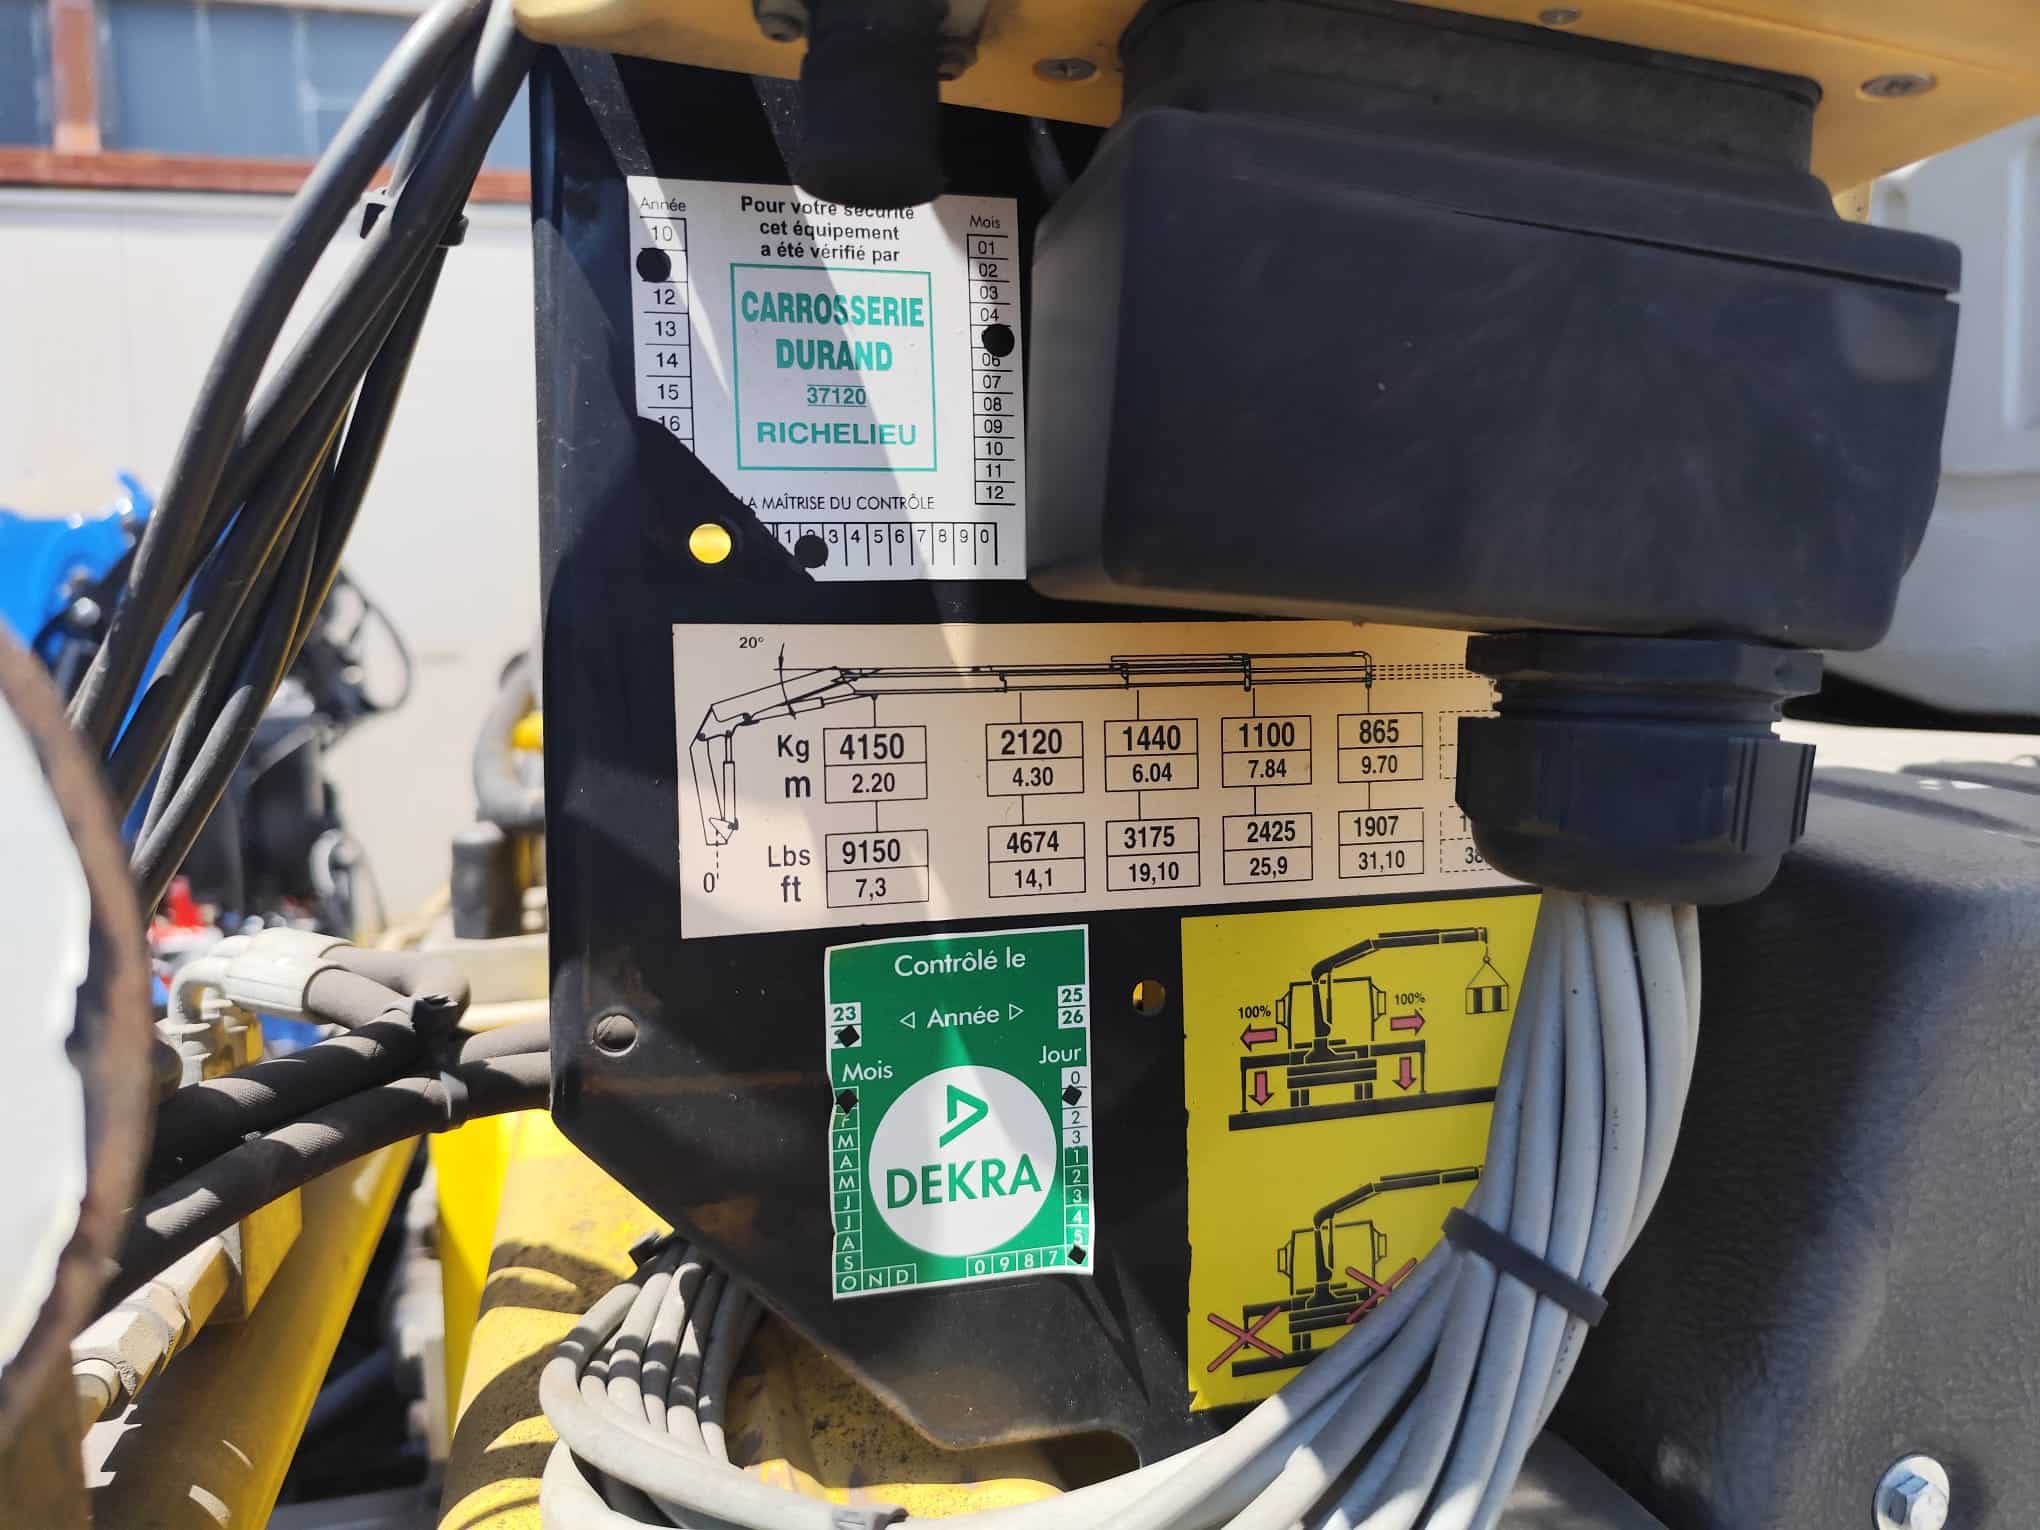 Année
Pour votre sécurité
Mois
10
cet équipement
a été vérifié par
12
13
14
15
16
CARROSSERIE
DURAND
37120
RICHELIEU
01
02
03
04
06
07
08
09
10
11
12
LA MAÎTRISE DU CONTRÔLE
1 3 4 5 6 7 8 9 0
20°
Kg 4150 2120 1440 1100 865
m 2.20 4.30 6.04 7.84 9.70
Lbs 9150 4674 3175 2425 1907
ft 7,3 14,1 19,10 25,9 31,10
0'
Contrôlé le
23
◁ Année ▷
25
26
Mois
Jour
F
M
A
M
J
J
A
S
O N D
DEKRA
0
2
3
1
2
3
4
5
0 9 8 7
100%
100%